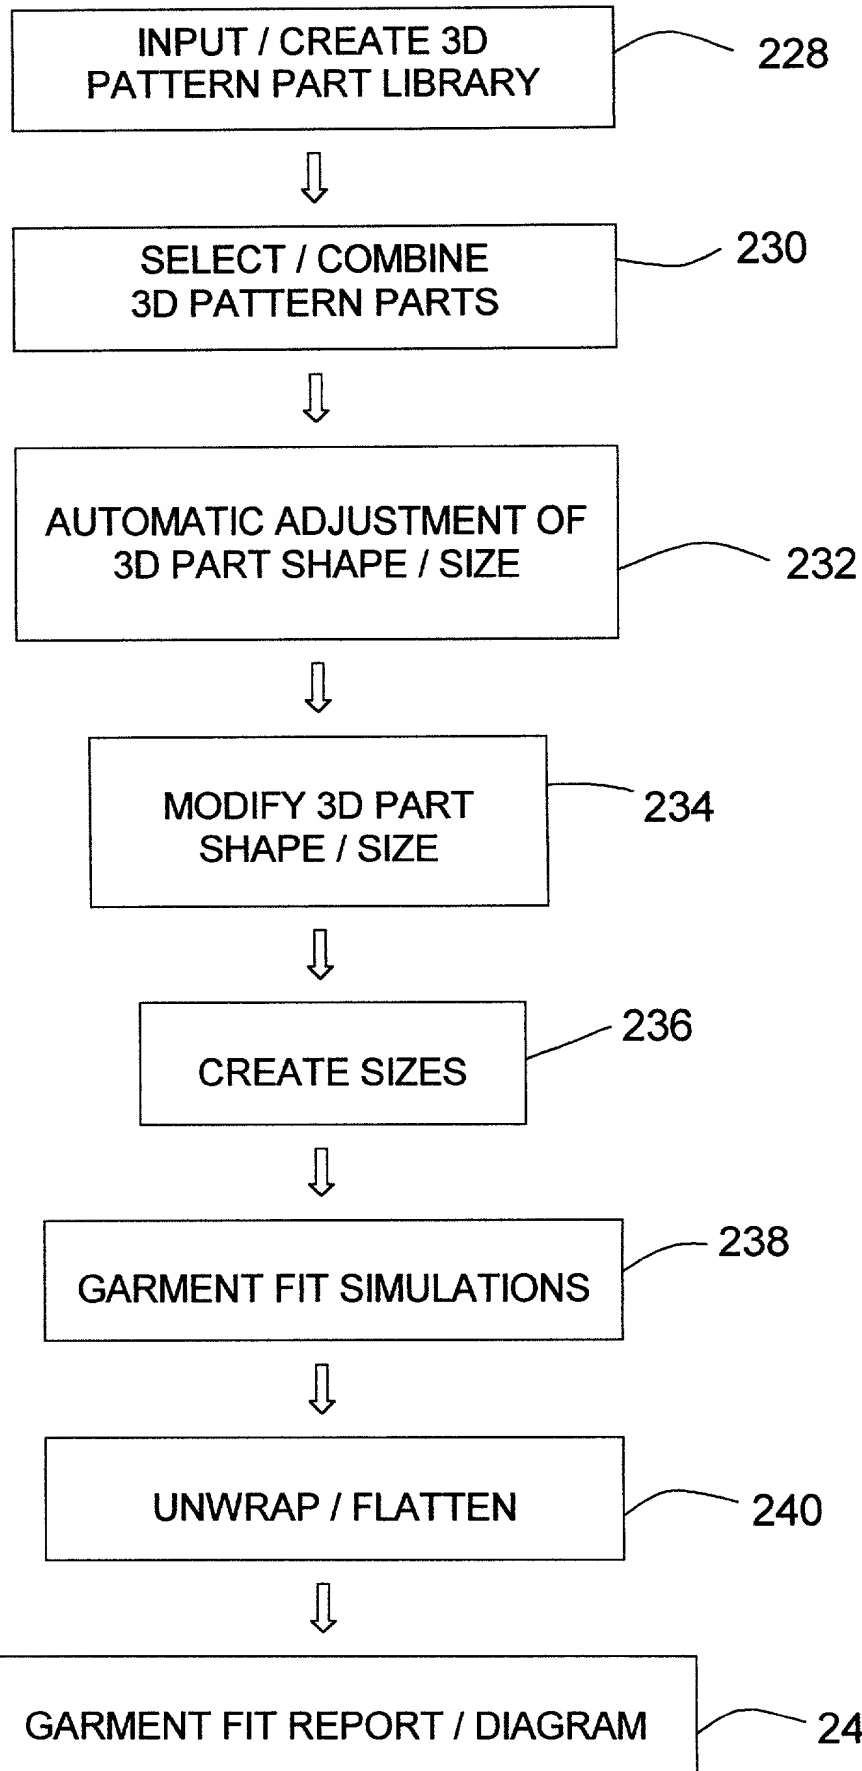 INPUT / CREATE 3D
PATTERN PART LIBRARY
228
SELECT / COMBINE
3D PATTERN PARTS
230
AUTOMATIC ADJUSTMENT OF
3D PART SHAPE / SIZE
232
MODIFY 3D PART
SHAPE / SIZE
234
CREATE SIZES
236
GARMENT FIT SIMULATIONS
238
UNWRAP / FLATTEN
240
GARMENT FIT REPORT / DIAGRAM
24